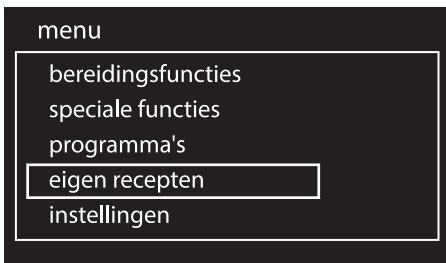 menu
bereidingsfuncties
speciale functies
programma's
eigen recepten
instellingen